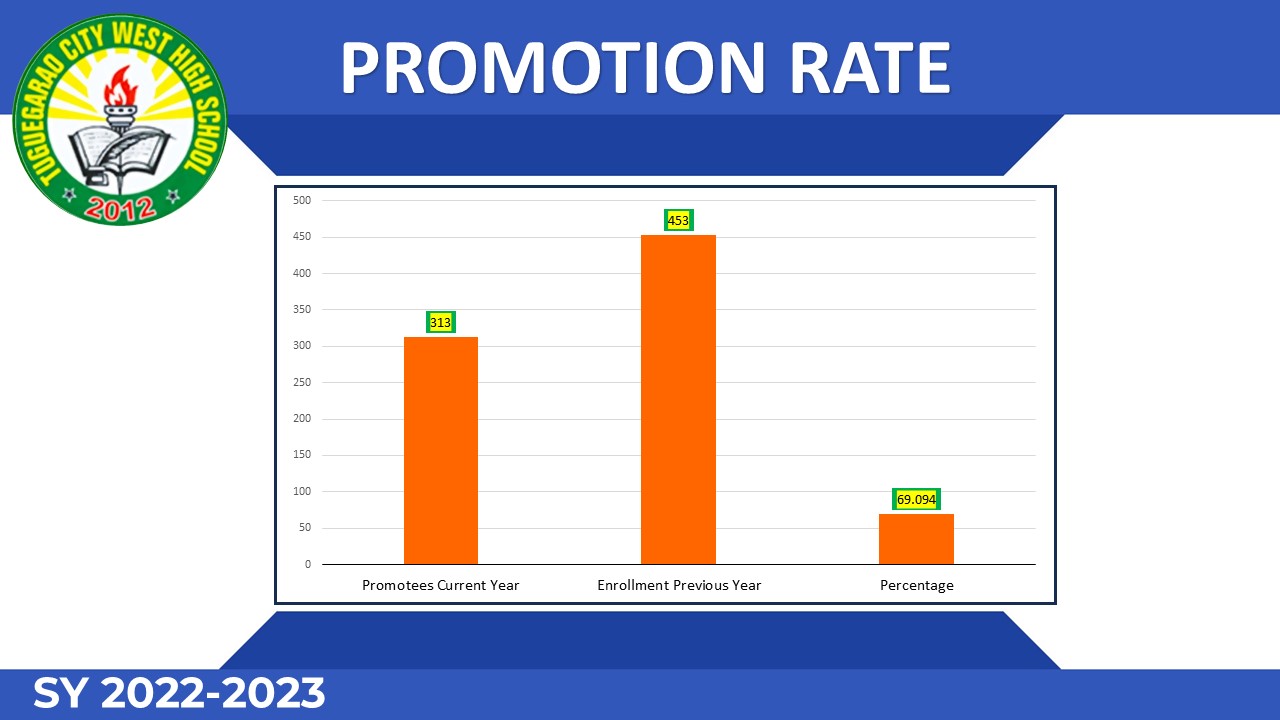 TUGUEGARAO CITY WEST HIGH SCHOOL
2012
PROMOTION RATE
500
450
400
350
300
250
200
150
100
50
0
313
453
69.094
Promotees Current Year
Enrollment Previous Year
Percentage
SY 2022-2023